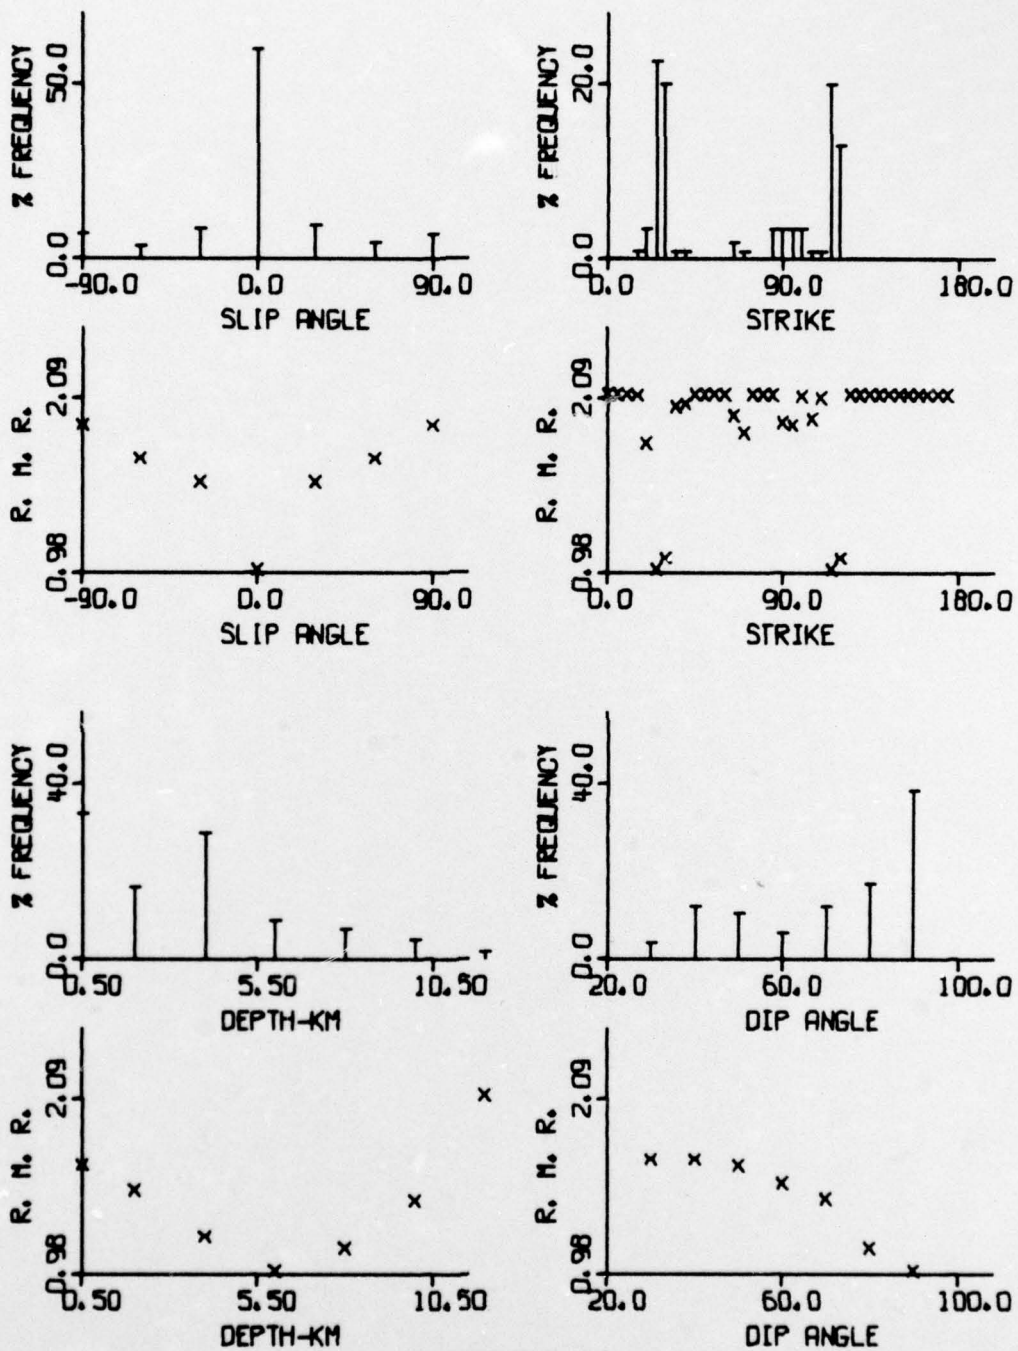 % FREQUENCY
50.0
0.0
-90.0 0.0 90.0
SLIP ANGLE
% FREQUENCY
20.0
0.0
0.0 90.0 180.0
STRIKE
R. M. R.
2.09
0.98
-90.0 0.0 90.0
SLIP ANGLE
R. M. R.
2.09
0.98
0.0 90.0 180.0
STRIKE
% FREQUENCY
40.0
0.0
0.50 5.50 10.50
DEPTH-KM
% FREQUENCY
40.0
0.0
20.0 60.0 100.0
DIP ANGLE
R. M. R.
2.09
0.98
0.50 5.50 10.50
DEPTH-KM
R. M. R.
2.09
0.98
20.0 60.0 100.0
DIP ANGLE